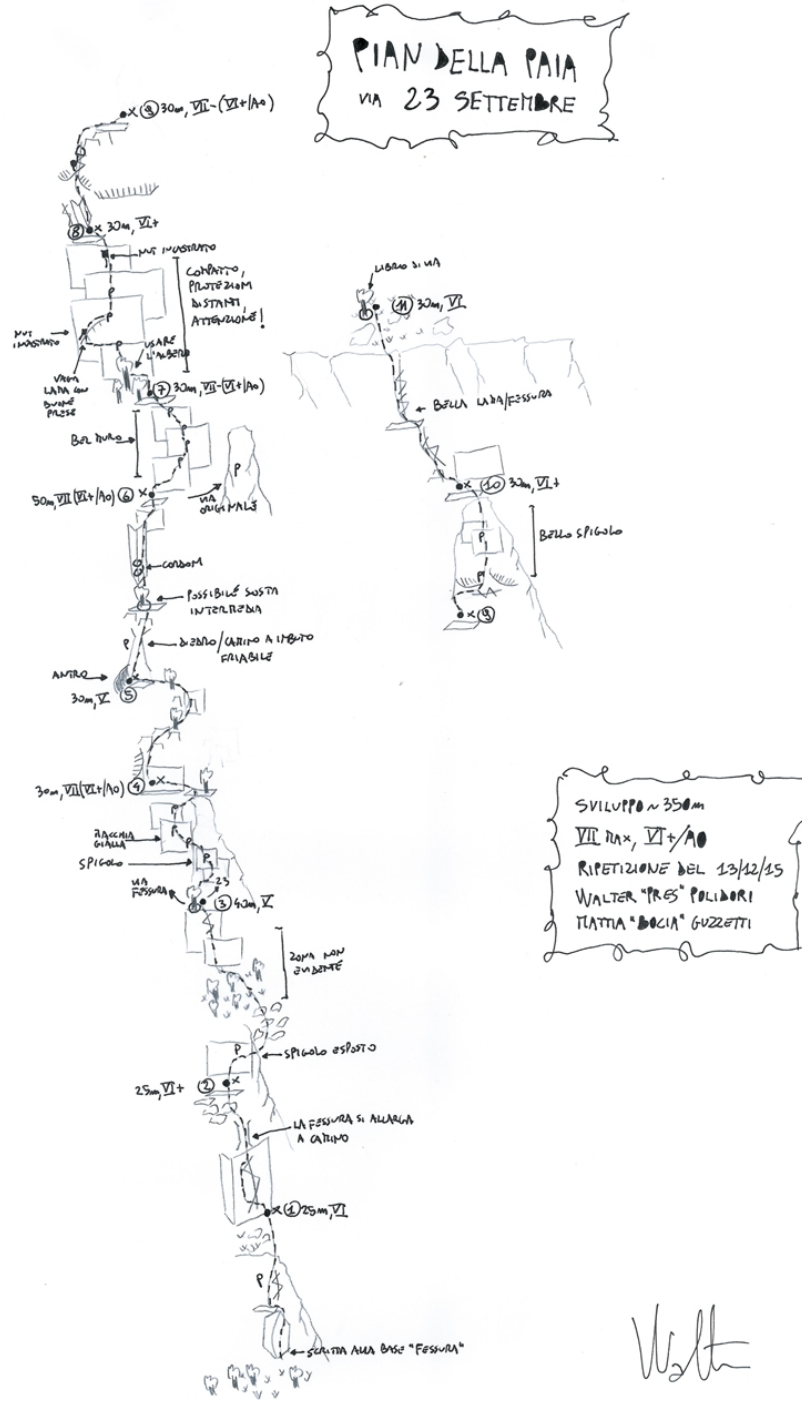 PIAN DELLA PAIA
VIA 23 SETTEMBRE
9 30m, VII-(VI+/A0)
8 30m, VI+
NUT INCASTRATO
COMPATTO,
PROTEZIONI
DISTANTI,
ATTENZIONE!
NUT
INCASTRATO
USARE
L'ALBERO
VAGA
LAMA CON
BUONE
PRESE
7 30m, VII-(VI+/A0)
BEL MURO
50m, VII (VI+/A0) 6
VIA
ORIGINALE
P
CORDONI
POSSIBILE SOSTA
INTERMEDIA
P
DIEDRO/CAMINO A IMBUTO
FRIABILE
ANTRO
30m, V 5
30m, VII (VI+/A0) 4
MACCHIA
GIALLA
SPIGOLO
VIA
FESSURA
23
3 40m, V
ZONA NON
EVIDENTE
P
SPIGOLO ESPOSTO
25m, VI+ 2
LA FESSURA SI ALLARGA
A CAMINO
1 25m, VI
P
SCRITTA ALLA BASE "FESSURA"
LIBRO DI VIA
11 30m, VI
BELLA LAMA/FESSURA
10 30m, VI+
BELLO SPIGOLO
P
P
9
SVILUPPO ~ 350m
VII MAX, VI+/A0
RIPETIZIONE DEL 13/12/15
WALTER "PRES" POLIDORI
MATTIA "BOCIA" GUZZETTI